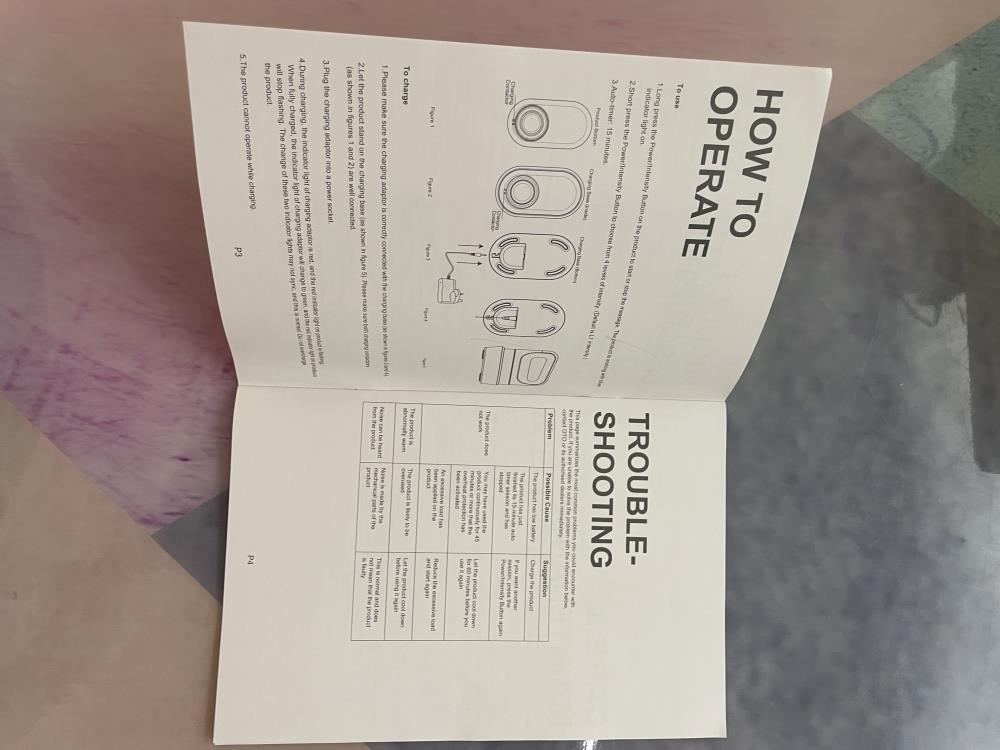 HOW TO
OPERATE
To use
1.Long press the Power/Intensity Button on the product to start or stop the massage. The product is working with blue
indicator light on.
2.Short press the Power/Intensity Button to choose from 4 levels of intensity. (Default is L1 intensity)
3.Auto-timer: 15 minutes.
Product Bottom
Charging Base (Inside)
Charging Base (Bottom)
Charging
Contactor
Charging
Contactor
Figure 1
Figure 2
Figure 3
Figure 4
To charge
1.Please make sure the charging adaptor is correctly connected with the charging base (as shown in figures 3 and 4).
2.Let the product stand on the charging base (as shown in figure 5). Please make sure both charging contactors
(as shown in figures 1 and 2) are well connected.
3.Plug the charging adaptor into a power socket.
4.During charging, the indicator light of charging adaptor is red, and the red indicator light of product is flashing.
When fully charged, the indicator light of charging adaptor will change to green, and the red indicator light of product
will stop flashing. The change of these two indicator lights may not sync, and this is normal. Do not overcharge
the product.
5.The product cannot operate while charging.
P3
TROUBLE-
SHOOTING
This page summarizes the most common problems you could encounter with
the product. If you are unable to solve the problem with the information below,
contact OTO or its authorised dealers immediately.
Problem
Possible Cause
Suggestion
The product does
not work
The product has low battery
Charge the product
The product has just
finished its 15-minute auto
timer session and has
stopped
If you want another
session, press the
Power/Intensity Button again
You may have used the
product continuously for 45
minutes or more that the
overheat protection has
been activated
Let the product cool down
for 60 minutes before you
use it again
An excessive load has
been applied on the
product
Reduce the excessive load
and start again
The product is
abnormally warm
The product is likely to be
overused
Let the product cool down
before using it again
Noise can be heard
from the product
Noise is made by the
mechanical parts of the
product
This is normal and does
not mean that the product
is faulty
P4